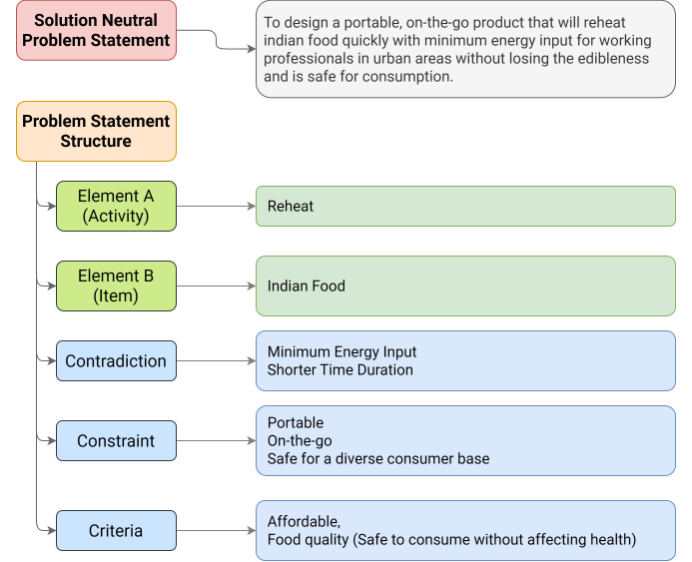 Solution Neutral
Problem Statement
To design a portable, on-the-go product that will reheat
indian food quickly with minimum energy input for working
professionals in urban areas without losing the edibleness
and is safe for consumption.
Problem Statement
Structure
Element A
(Activity)
Reheat
Element B
(Item)
Indian Food
Contradiction
Minimum Energy Input
Shorter Time Duration
Constraint
Portable
On-the-go
Safe for a diverse consumer base
Criteria
Affordable,
Food quality (Safe to consume without affecting health)